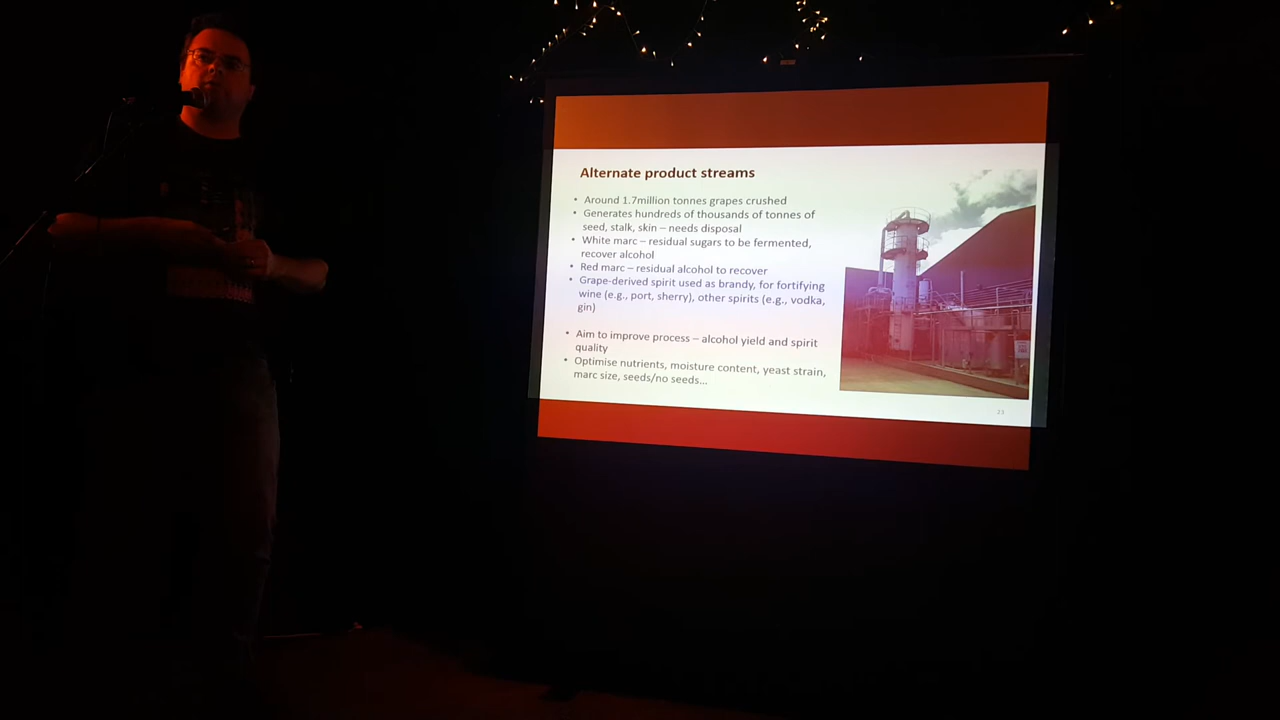 Alternate product streams
• Around 1.7million tonnes grapes crushed
• Generates hundreds of thousands of tonnes of
seed, stalk, skin – needs disposal
• White marc – residual sugars to be fermented,
recover alcohol
• Red marc – residual alcohol to recover
• Grape-derived spirit used as brandy, for fortifying
wine (e.g., port, sherry), other spirits (e.g., vodka,
gin)
• Aim to improve process – alcohol yield and spirit
quality
• Optimise nutrients, moisture content, yeast strain,
marc size, seeds/no seeds...
23